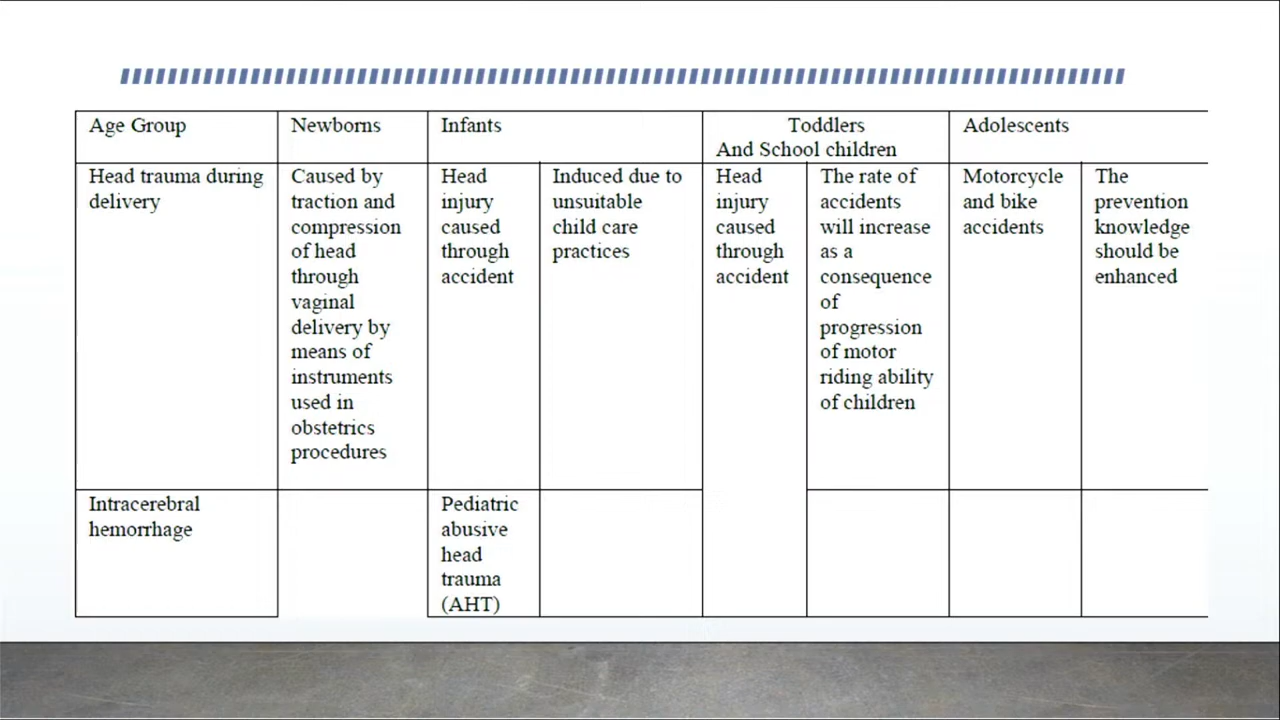 Age Group
Newborns
Infants
Toddlers
And School children
Adolescents
Head trauma during
delivery
Caused by
traction and
compression
of head
through
vaginal
delivery by
means of
instruments
used in
obstetrics
procedures
Head
injury
caused
through
accident
Induced due to
unsuitable
child care
practices
Head
injury
caused
through
accident
The rate of
accidents
will increase
as a
consequence
of
progression
of motor
riding ability
of children
Motorcycle
and bike
accidents
The
prevention
knowledge
should be
enhanced
Intracerebral
hemorrhage
Pediatric
abusive
head
trauma
(AHT)